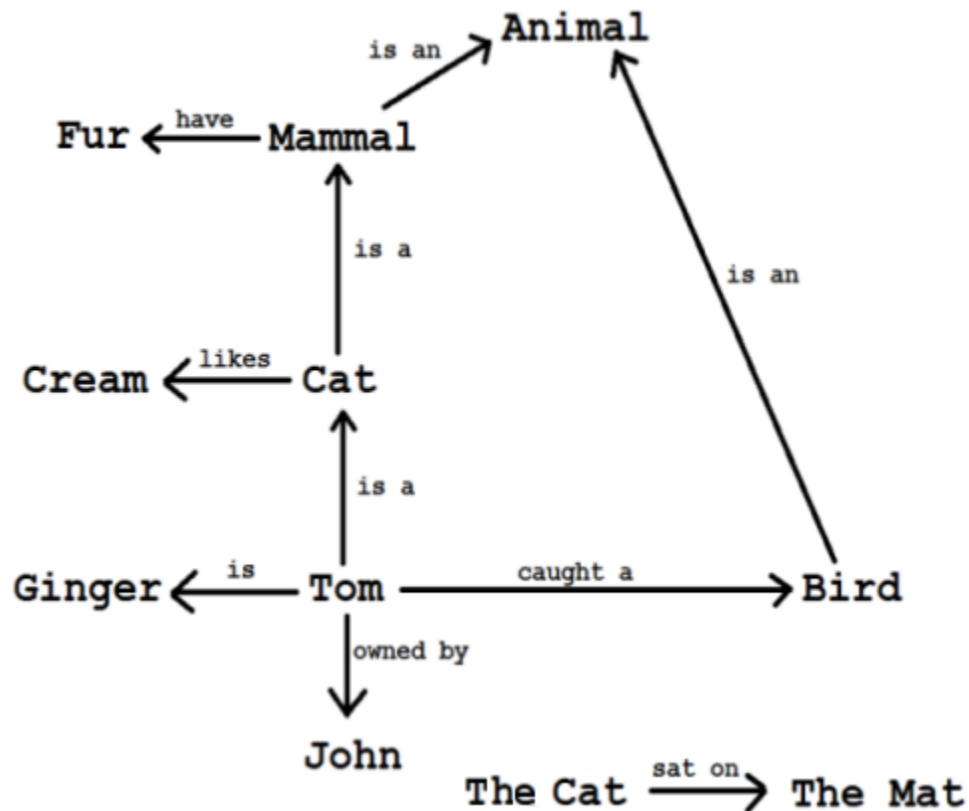 Animal
is an
Fur have Mammal
is a
is an
Cream likes Cat
is a
Ginger is Tom caught a Bird
owned by
John
The Cat sat on The Mat